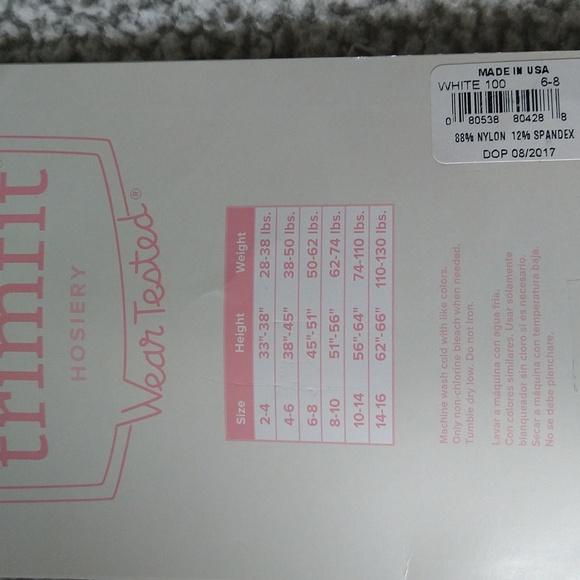 MADE IN USA
WHITE 100 6-8
0 80538 80428 8
88% NYLON 12% SPANDEX
DOP 08/2017
trimfit
HOSIERY
Wear Tested®
Size Height Weight
2-4 33"-38" 28-38 lbs.
4-6 38"-45" 38-50 lbs.
6-8 45"-51" 50-62 lbs.
8-10 51"-56" 62-74 lbs.
10-14 56"-64" 74-110 lbs.
14-16 62"-66" 110-130 lbs.
Machine wash cold with like colors.
Only non-chlorine bleach when needed.
Tumble dry low. Do not iron.
Lavar a máquina con agua fría.
Con colores similares. Usar solamente
blanqueador sin cloro si es necesario.
Secar a máquina con temperatura baja.
No se debe planchar.